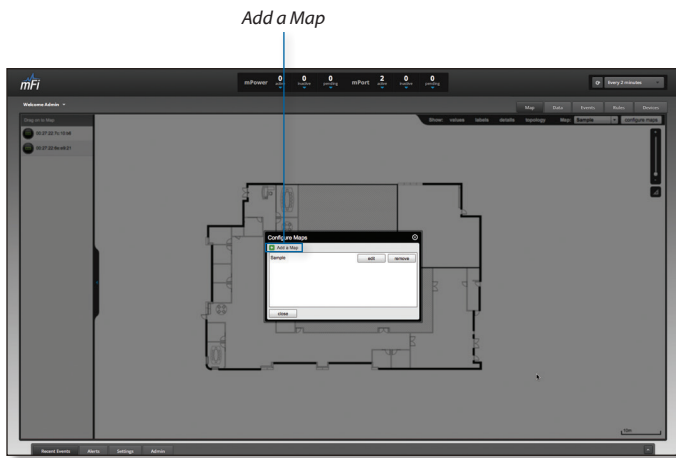 Add a Map
mFi
mPower 0 active 0 inactive 0 pending mPort 2 active 0 inactive 0 pending
Every 2 minutes
Welcome Admin
Map Data Events Rules Devices
Drag on to Map
Show: values labels details topology Map: Sample configure maps
Configure Maps
Add a Map
Sample edit remove
close
10m
Recent Events Alerts Settings Admin